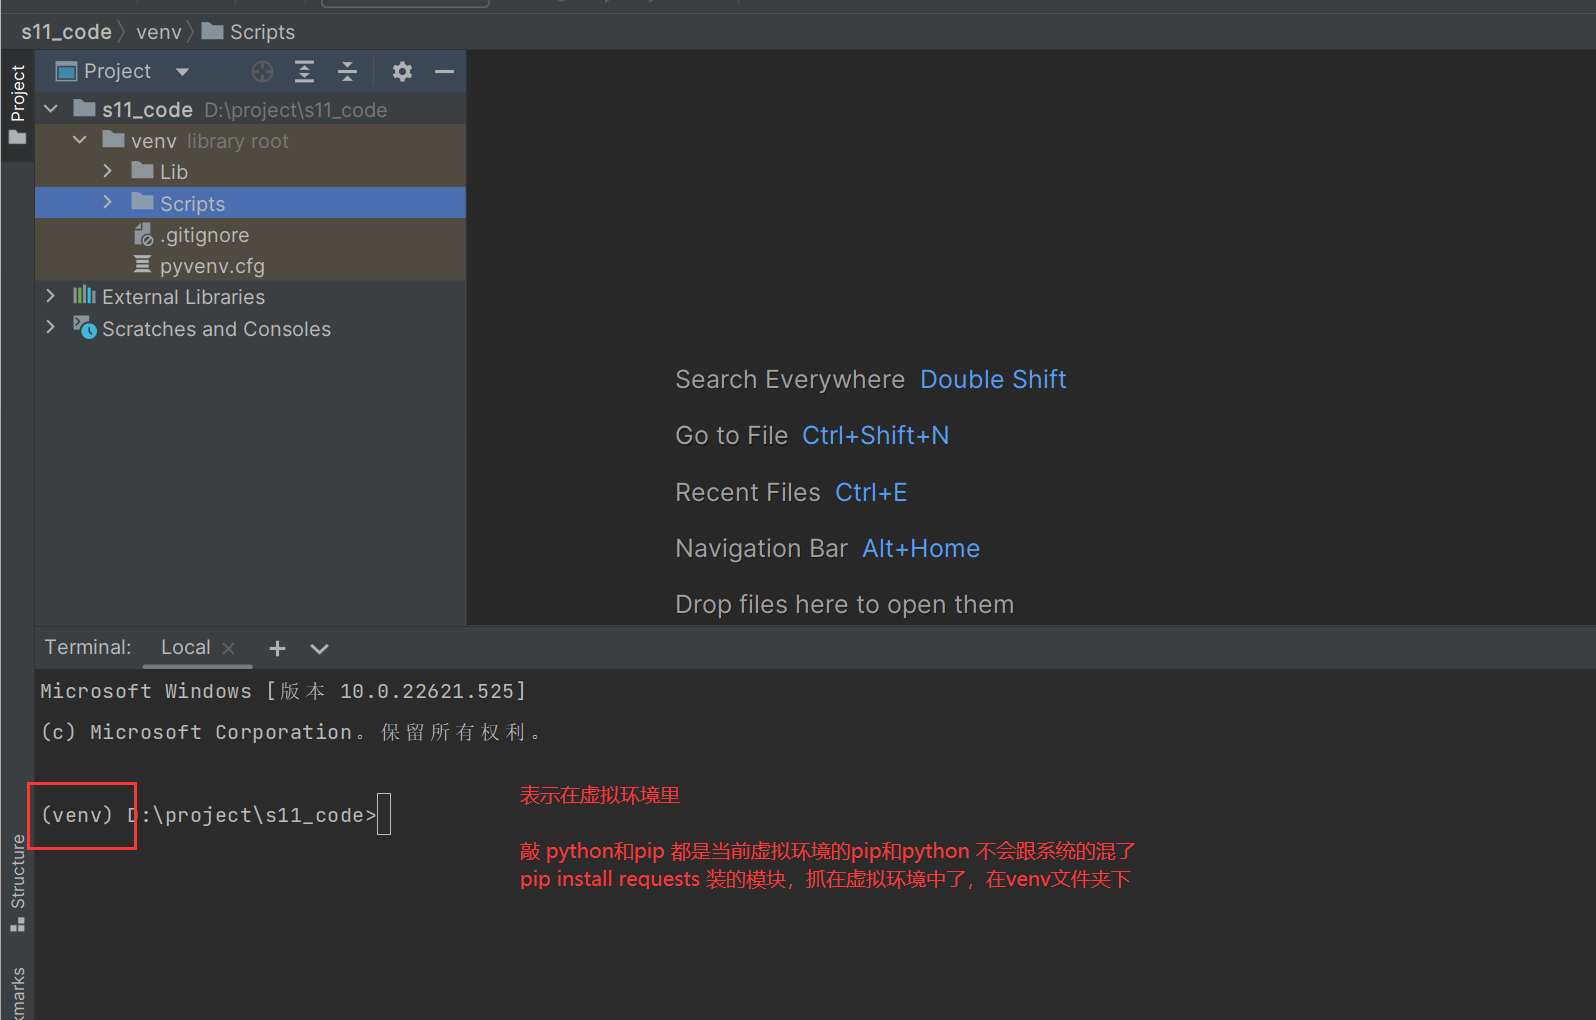 s11_code 〉 venv 〉 Scripts
Project
Project
s11_code D:\project\s11_code
venv library root
Lib
Scripts
.gitignore
pyvenv.cfg
External Libraries
Scratches and Consoles
Search Everywhere Double Shift
Go to File Ctrl+Shift+N
Recent Files Ctrl+E
Navigation Bar Alt+Home
Drop files here to open them
Terminal: Local
Microsoft Windows [版本 10.0.22621.525]
(c) Microsoft Corporation。保留所有权利。
(venv) D:\project\s11_code>
表示在虚拟环境里
敲 python和pip 都是当前虚拟环境的pip和python 不会跟系统的混了
pip install requests 装的模块，抓在虚拟环境中了，在venv文件夹下
Structure
kmarks